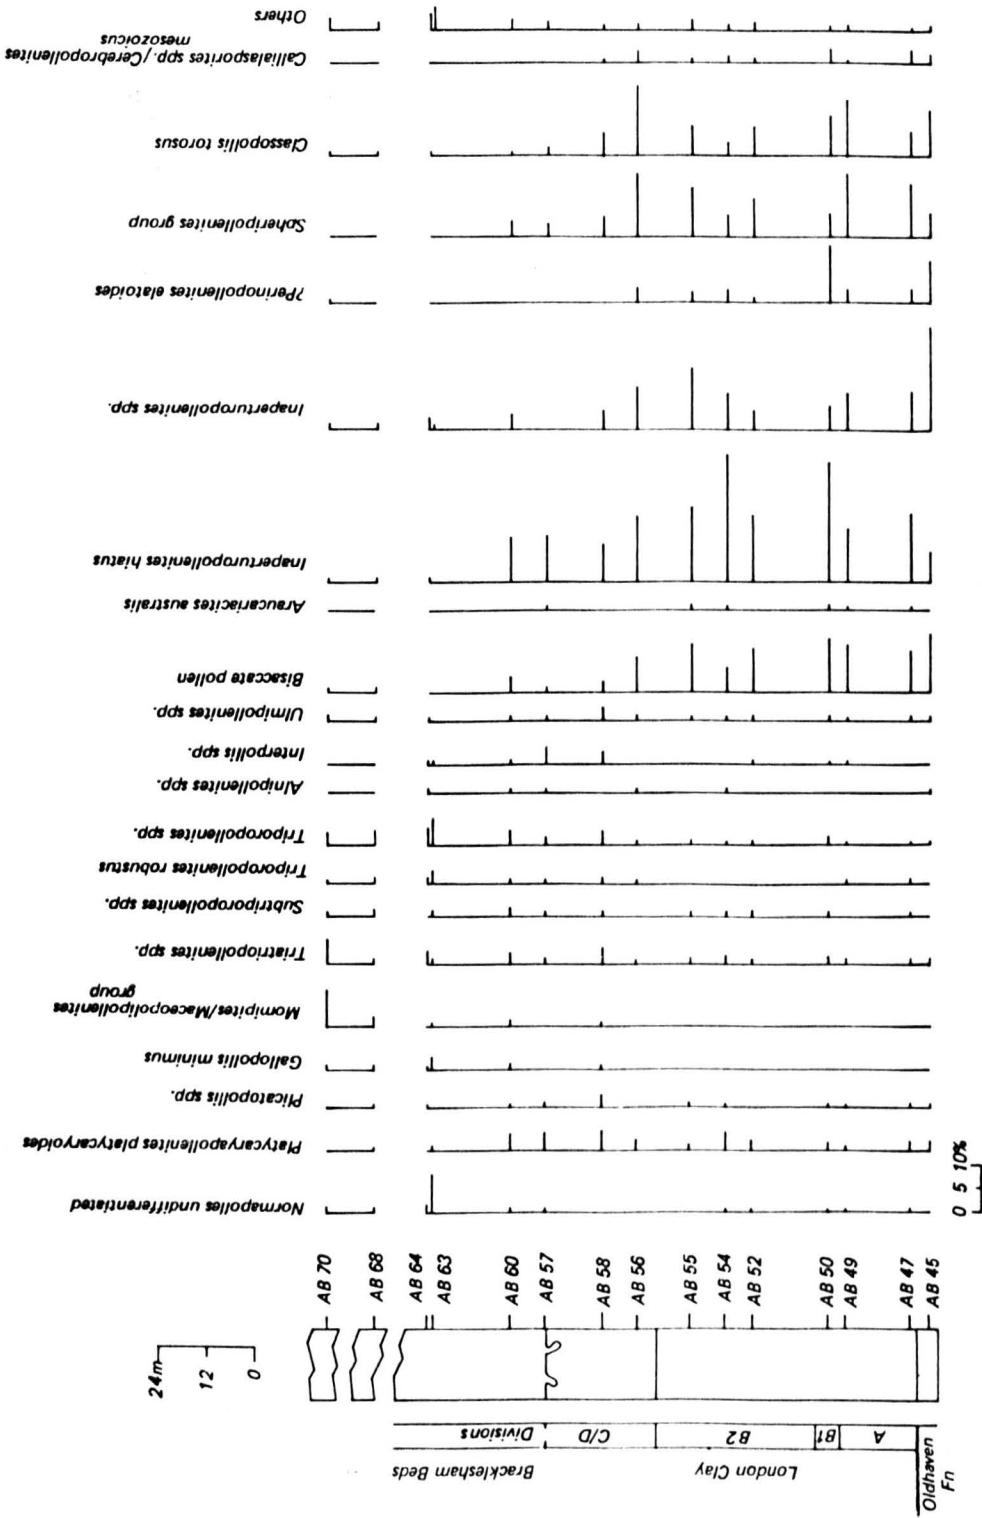 Others
Callialasporites spp./Cerebropollenites
mesozoicus
Classopollis torosus
Spheripollenites group
?Perinopollenites elatoides
Inaperturopollenites spp.
Inaperturopollenites hiatus
Araucariacites australis
Bisaccate pollen
Ulmipollenites spp.
Interpollis spp.
Alnipollenites spp.
Triporopollenites spp.
Triporopollenites robustus
Subtriporopollenites spp.
Triatriopollenites spp.
Momipites/Maceopolipollenites
group
Gallopollis minimus
Plicatopollis spp.
Platycaryapollenites platycaryoides
Normapolles undifferentiated
0 5 10%
AB 70
AB 68
AB 64
AB 63
AB 60
AB 57
AB 58
AB 56
AB 55
AB 54
AB 52
AB 50
AB 49
AB 47
AB 45
24m
12
0
Divisions
C/D
B2
B1
A
Bracklesham Beds
London Clay
Oldhaven
Fn